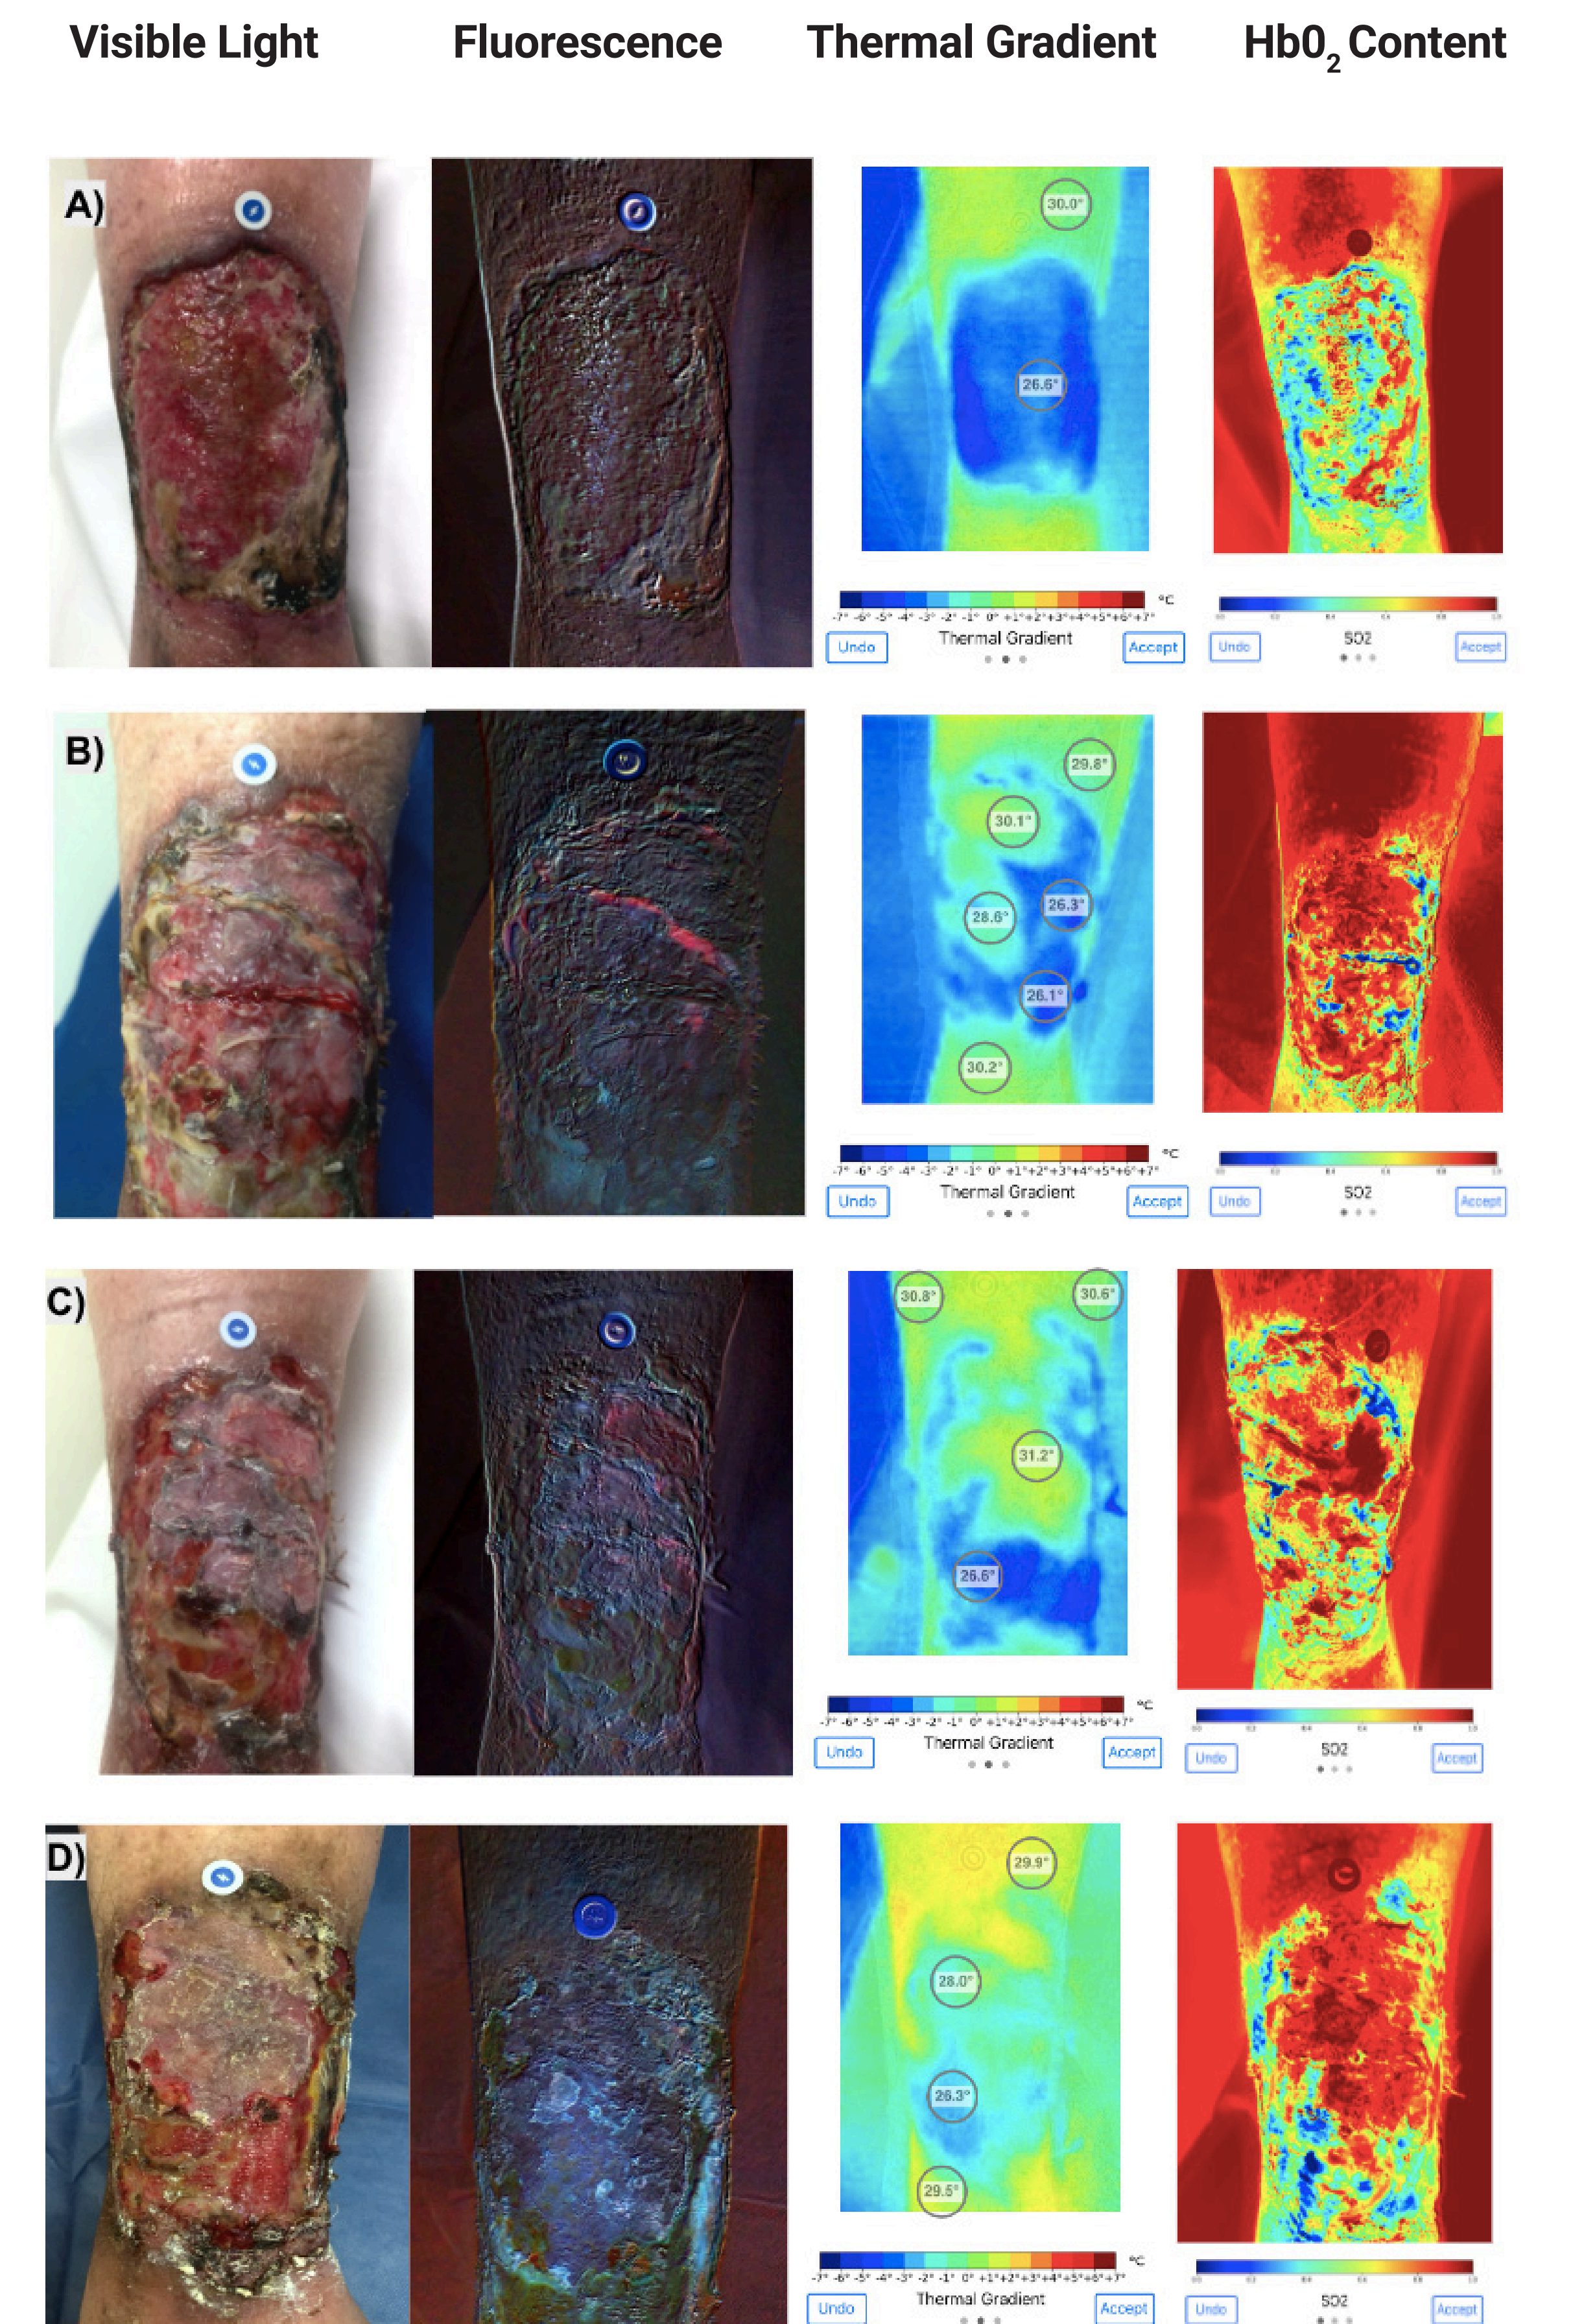 Visible Light Fluorescence Thermal Gradient Hb0₂ Content
A)
30.0°
26.6°
-7° -6° -5° -4° -3° -2° -1° 0° +1°+2°+3°+4°+5°+6°+7° °C
Thermal Gradient
Undo Accept
SO2
Undo Accept
B)
29.8°
30.1°
28.6° 26.3°
26.1°
30.2°
-7° -6° -5° -4° -3° -2° -1° 0° +1°+2°+3°+4°+5°+6°+7° °C
Thermal Gradient
Undo Accept
SO2
Undo Accept
C)
30.8° 30.6°
31.2°
26.6°
-7° -6° -5° -4° -3° -2° -1° 0° +1°+2°+3°+4°+5°+6°+7° °C
Thermal Gradient
Undo Accept
SO2
Undo Accept
D)
29.9°
28.0°
26.3°
29.5°
-7° -6° -5° -4° -3° -2° -1° 0° +1°+2°+3°+4°+5°+6°+7° °C
Thermal Gradient
Undo Accept
SO2
Undo Accept